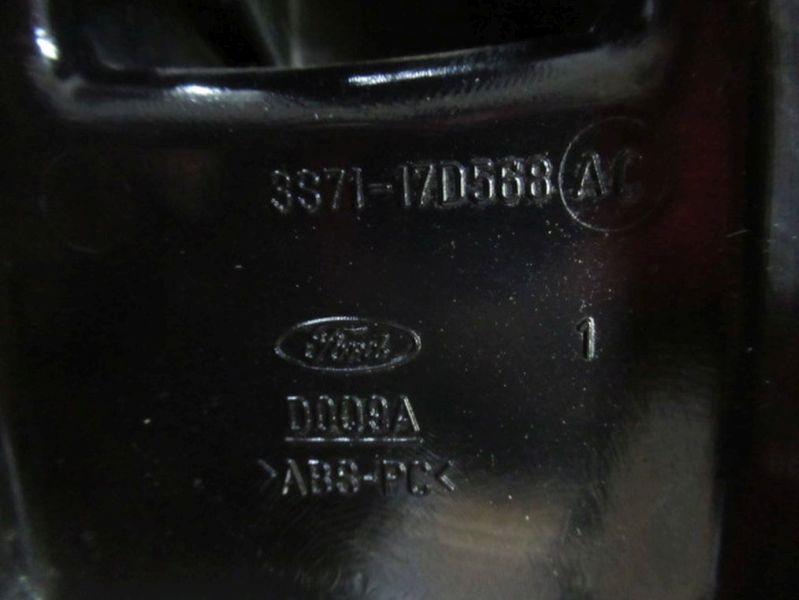 3S71-17D568 AC
Ford 1
D009A
>ABS-PC<